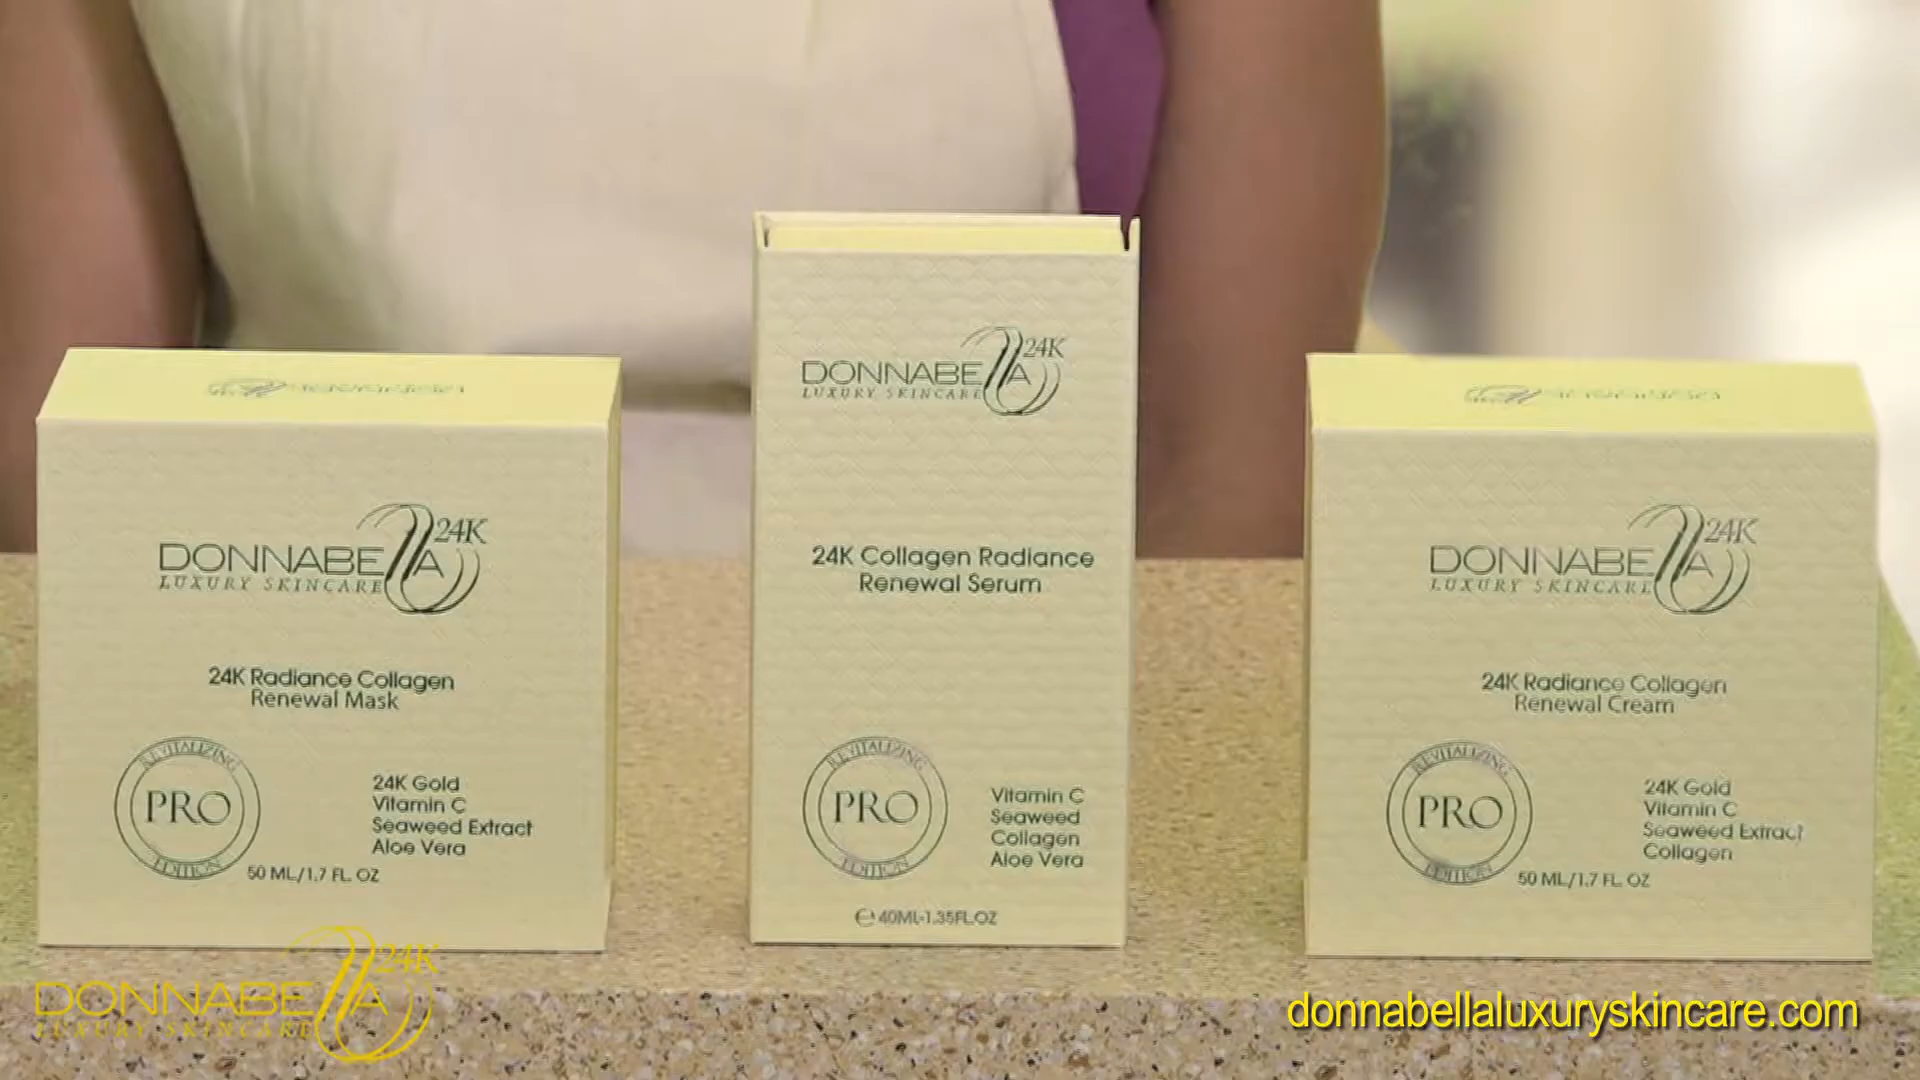 DONNABELLA 24K
LUXURY SKINCARE
24K Radiance Collagen
Renewal Mask
REVITALIZING
PRO
EDITION
24K Gold
Vitamin C
Seaweed Extract
Aloe Vera
50 ML/1.7 FL. OZ
DONNABELLA 24K
LUXURY SKINCARE
24K Collagen Radiance
Renewal Serum
REVITALIZING
PRO
EDITION
Vitamin C
Seaweed
Collagen
Aloe Vera
℮ 40ML-1.35FL.OZ
DONNABELLA 24K
LUXURY SKINCARE
24K Radiance Collagen
Renewal Cream
REVITALIZING
PRO
EDITION
24K Gold
Vitamin C
Seaweed Extract
Collagen
50 ML/1.7 FL. OZ
DONNABELLA 24K
LUXURY SKINCARE
donnabellaluxuryskincare.com